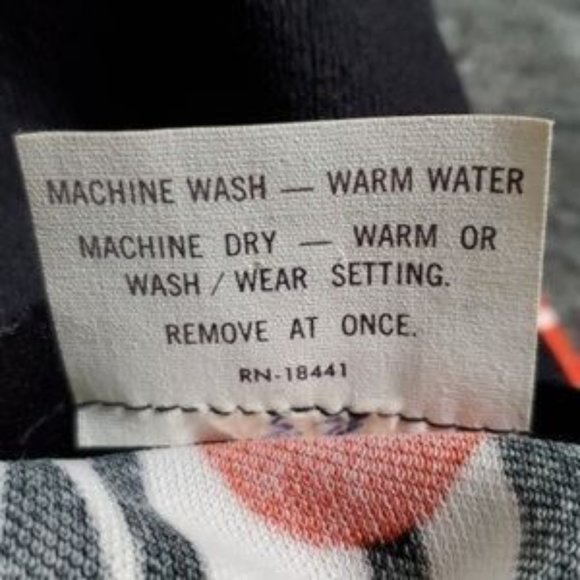 MACHINE WASH — WARM WATER
MACHINE DRY — WARM OR
WASH / WEAR SETTING.
REMOVE AT ONCE.
RN-18441